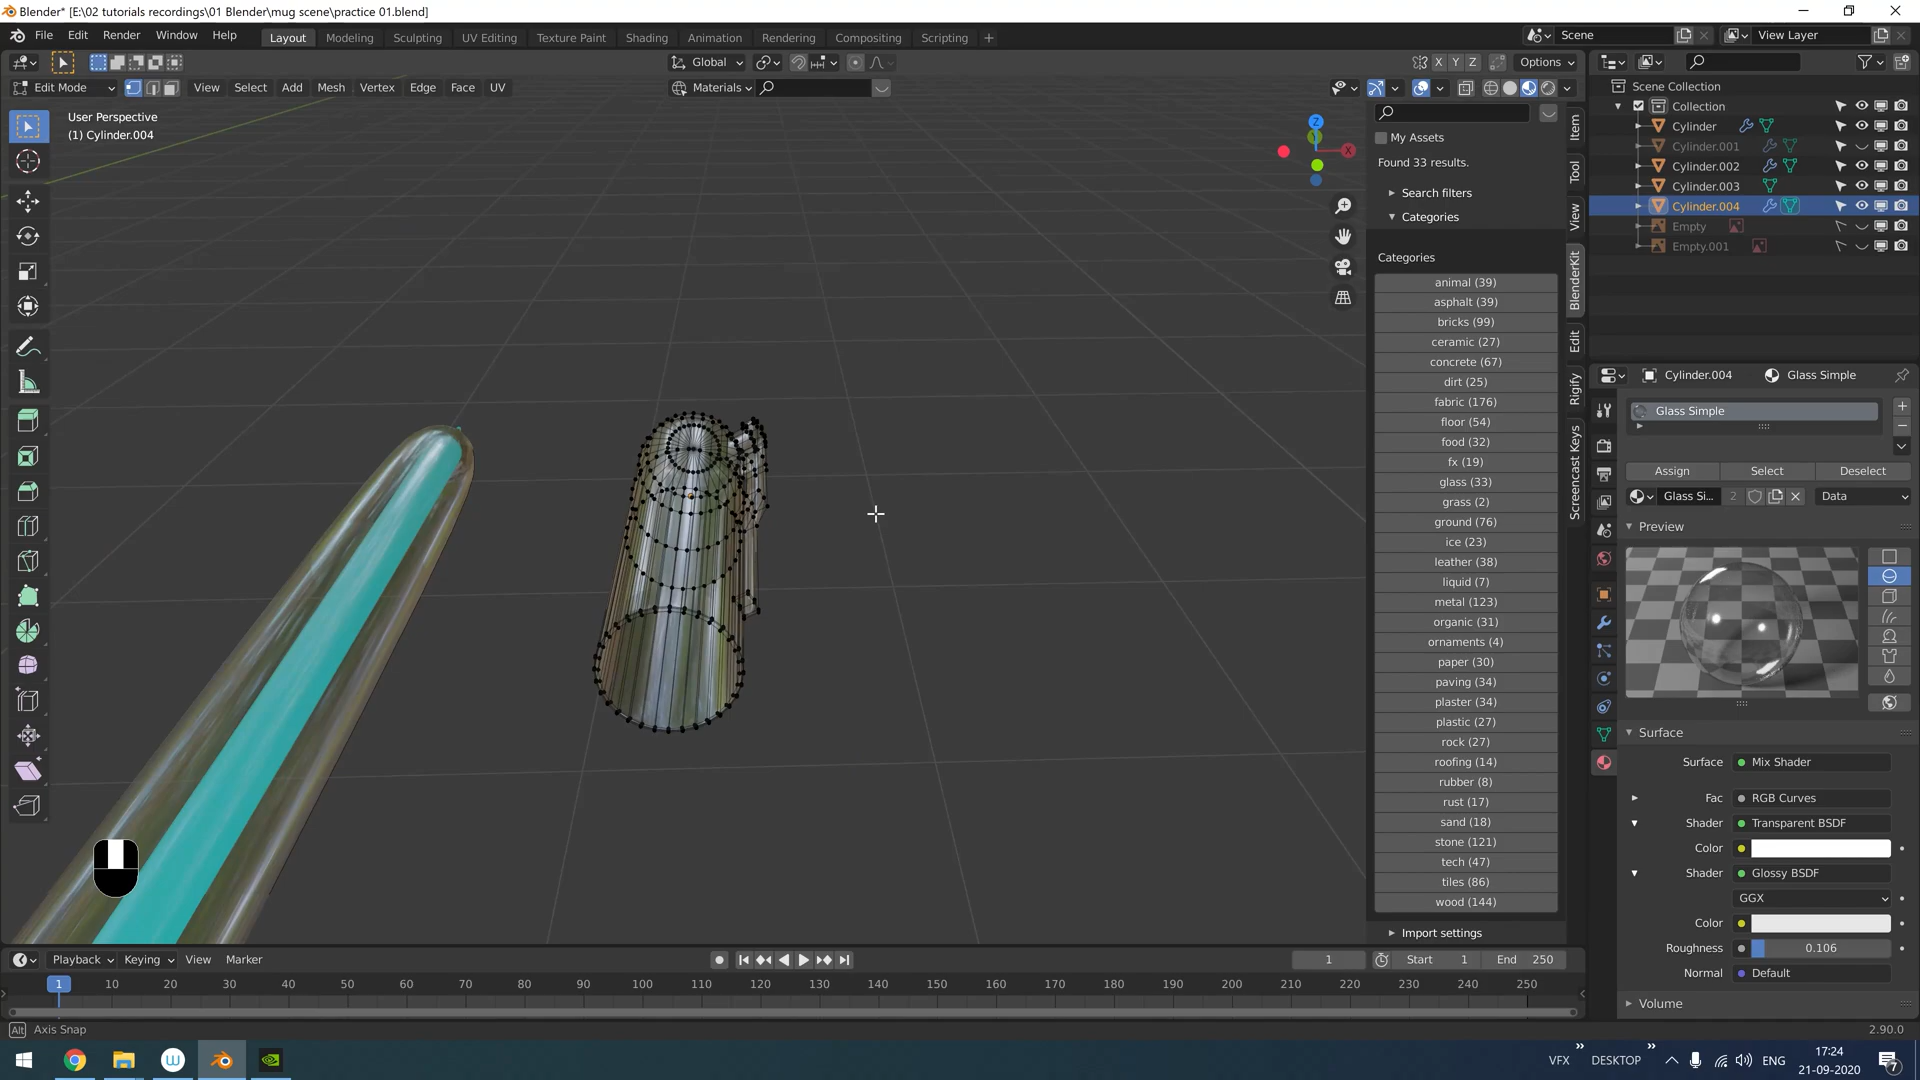 Blender* [E:\02 tutorials recordings\01 Blender\mug scene\practice 01.blend]
File Edit Render Window Help
Layout Modeling Sculpting UV Editing Texture Paint Shading Animation Rendering Compositing Scripting +
Scene View Layer
Global X Y Z Options
Edit Mode View Select Add Mesh Vertex Edge Face UV Materials
User Perspective
(1) Cylinder.004
Z
X
My Assets
Found 33 results.
Search filters
Categories
Categories
animal (39)
asphalt (39)
bricks (99)
ceramic (27)
concrete (67)
dirt (25)
fabric (176)
floor (54)
food (32)
fx (19)
glass (33)
grass (2)
ground (76)
ice (23)
leather (38)
liquid (7)
metal (123)
organic (31)
ornaments (4)
paper (30)
paving (34)
plaster (34)
plastic (27)
rock (27)
roofing (14)
rubber (8)
rust (17)
sand (18)
stone (121)
tech (47)
tiles (86)
wood (144)
Import settings
Item
Tool
View
BlenderKit
Edit
Rigify
Screencast Keys
Scene Collection
Collection
Cylinder
Cylinder.001
Cylinder.002
Cylinder.003
Cylinder.004
Empty
Empty.001
Cylinder.004 Glass Simple
Glass Simple
Assign Select Deselect
Glass Si... 2 Data
Preview
Surface
Surface Mix Shader
Fac RGB Curves
Shader Transparent BSDF
Color
Shader Glossy BSDF
GGX
Color
Roughness 0.106
Normal Default
Volume
Playback Keying View Marker 1 Start 1 End 250
1 10 20 30 40 50 60 70 80 90 100 110 120 130 140 150 160 170 180 190 200 210 220 230 240 250
Alt Axis Snap 2.90.0
VFX DESKTOP ENG 17:24
21-09-2020
7